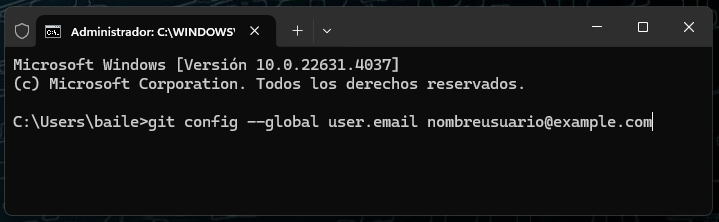 Administrador: C:\WINDOWS\
Microsoft Windows [Versión 10.0.22631.4037]
(c) Microsoft Corporation. Todos los derechos reservados.
C:\Users\baile>git config --global user.email nombreusuario@example.com